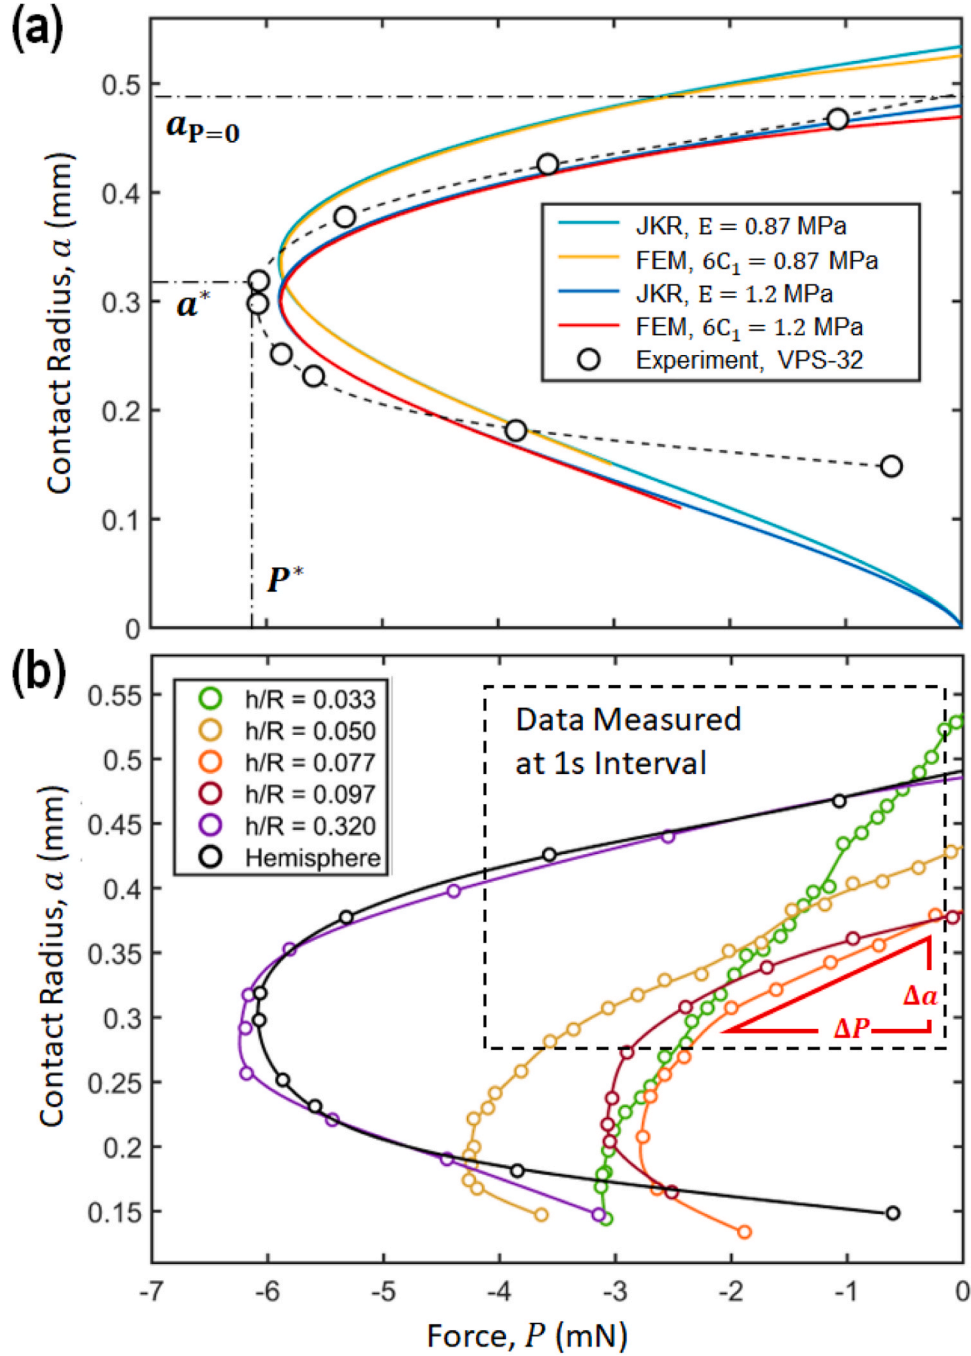 (a)
0.5
0.4
0.3
0.2
0.1
0
Contact Radius, a (mm)
a_P=0
a*
P*
JKR, E = 0.87 MPa
FEM, 6C₁ = 0.87 MPa
JKR, E = 1.2 MPa
FEM, 6C₁ = 1.2 MPa
Experiment, VPS-32
(b)
0.55
0.5
0.45
0.4
0.35
0.3
0.25
0.2
0.15
Contact Radius, a (mm)
h/R = 0.033
h/R = 0.050
h/R = 0.077
h/R = 0.097
h/R = 0.320
Hemisphere
Data Measured
at 1s Interval
Δa
ΔP
-7 -6 -5 -4 -3 -2 -1 0
Force, P (mN)